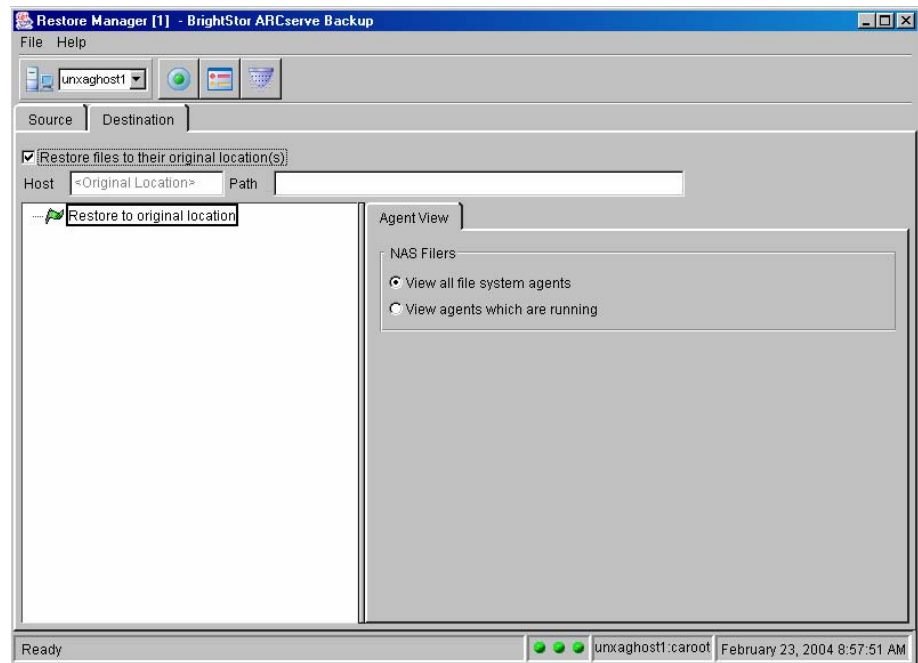 Restore Manager [1] - BrightStor ARCserve Backup
File Help
unxaghost1
Source Destination
Restore files to their original location(s)
Host <Original Location> Path
Restore to original location
Agent View
NAS Filers
View all file system agents
View agents which are running
Ready unxaghost1:caroot February 23, 2004 8:57:51 AM